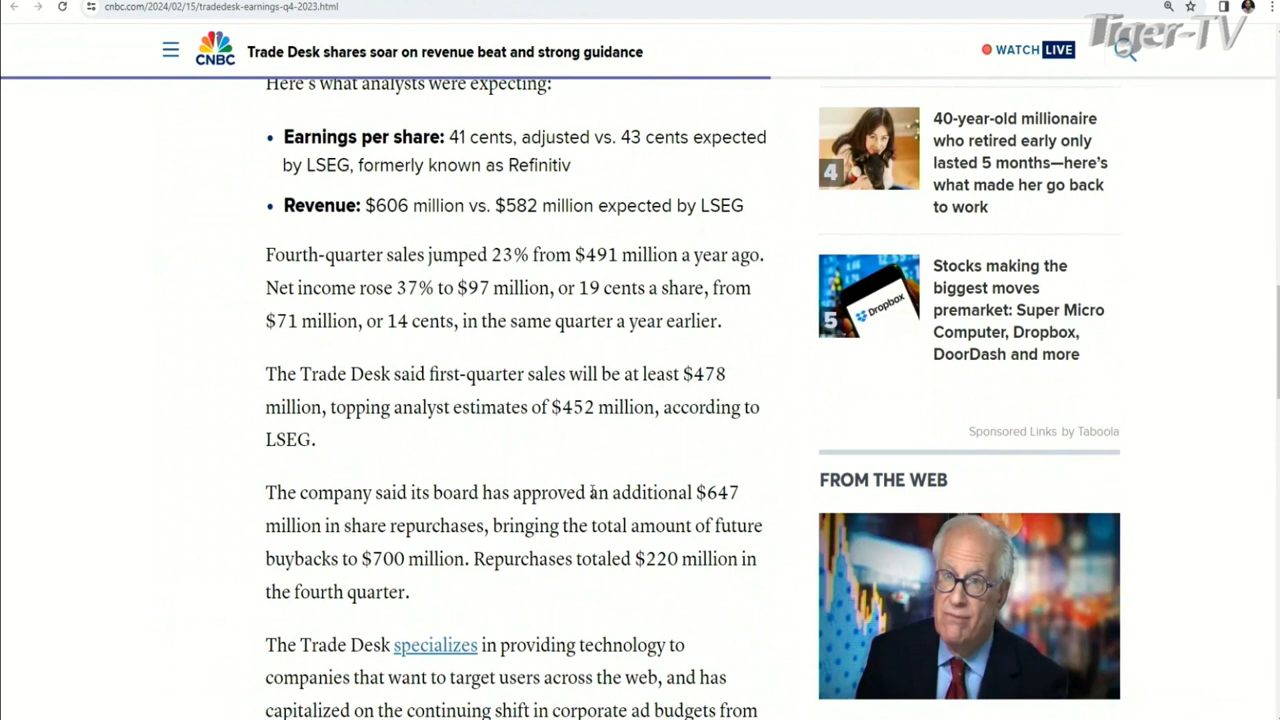 cnbc.com/2024/02/15/tradedesk-earnings-q4-2023.html
Tiger-TV
CNBC
Trade Desk shares soar on revenue beat and strong guidance
WATCH LIVE
Here's what analysts were expecting:
• Earnings per share: 41 cents, adjusted vs. 43 cents expected
by LSEG, formerly known as Refinitiv
• Revenue: $606 million vs. $582 million expected by LSEG
Fourth-quarter sales jumped 23% from $491 million a year ago.
Net income rose 37% to $97 million, or 19 cents a share, from
$71 million, or 14 cents, in the same quarter a year earlier.
The Trade Desk said first-quarter sales will be at least $478
million, topping analyst estimates of $452 million, according to
LSEG.
The company said its board has approved an additional $647
million in share repurchases, bringing the total amount of future
buybacks to $700 million. Repurchases totaled $220 million in
the fourth quarter.
The Trade Desk specializes in providing technology to
companies that want to target users across the web, and has
capitalized on the continuing shift in corporate ad budgets from
4
40-year-old millionaire
who retired early only
lasted 5 months—here's
what made her go back
to work
5
Dropbox
Stocks making the
biggest moves
premarket: Super Micro
Computer, Dropbox,
DoorDash and more
Sponsored Links by Taboola
FROM THE WEB